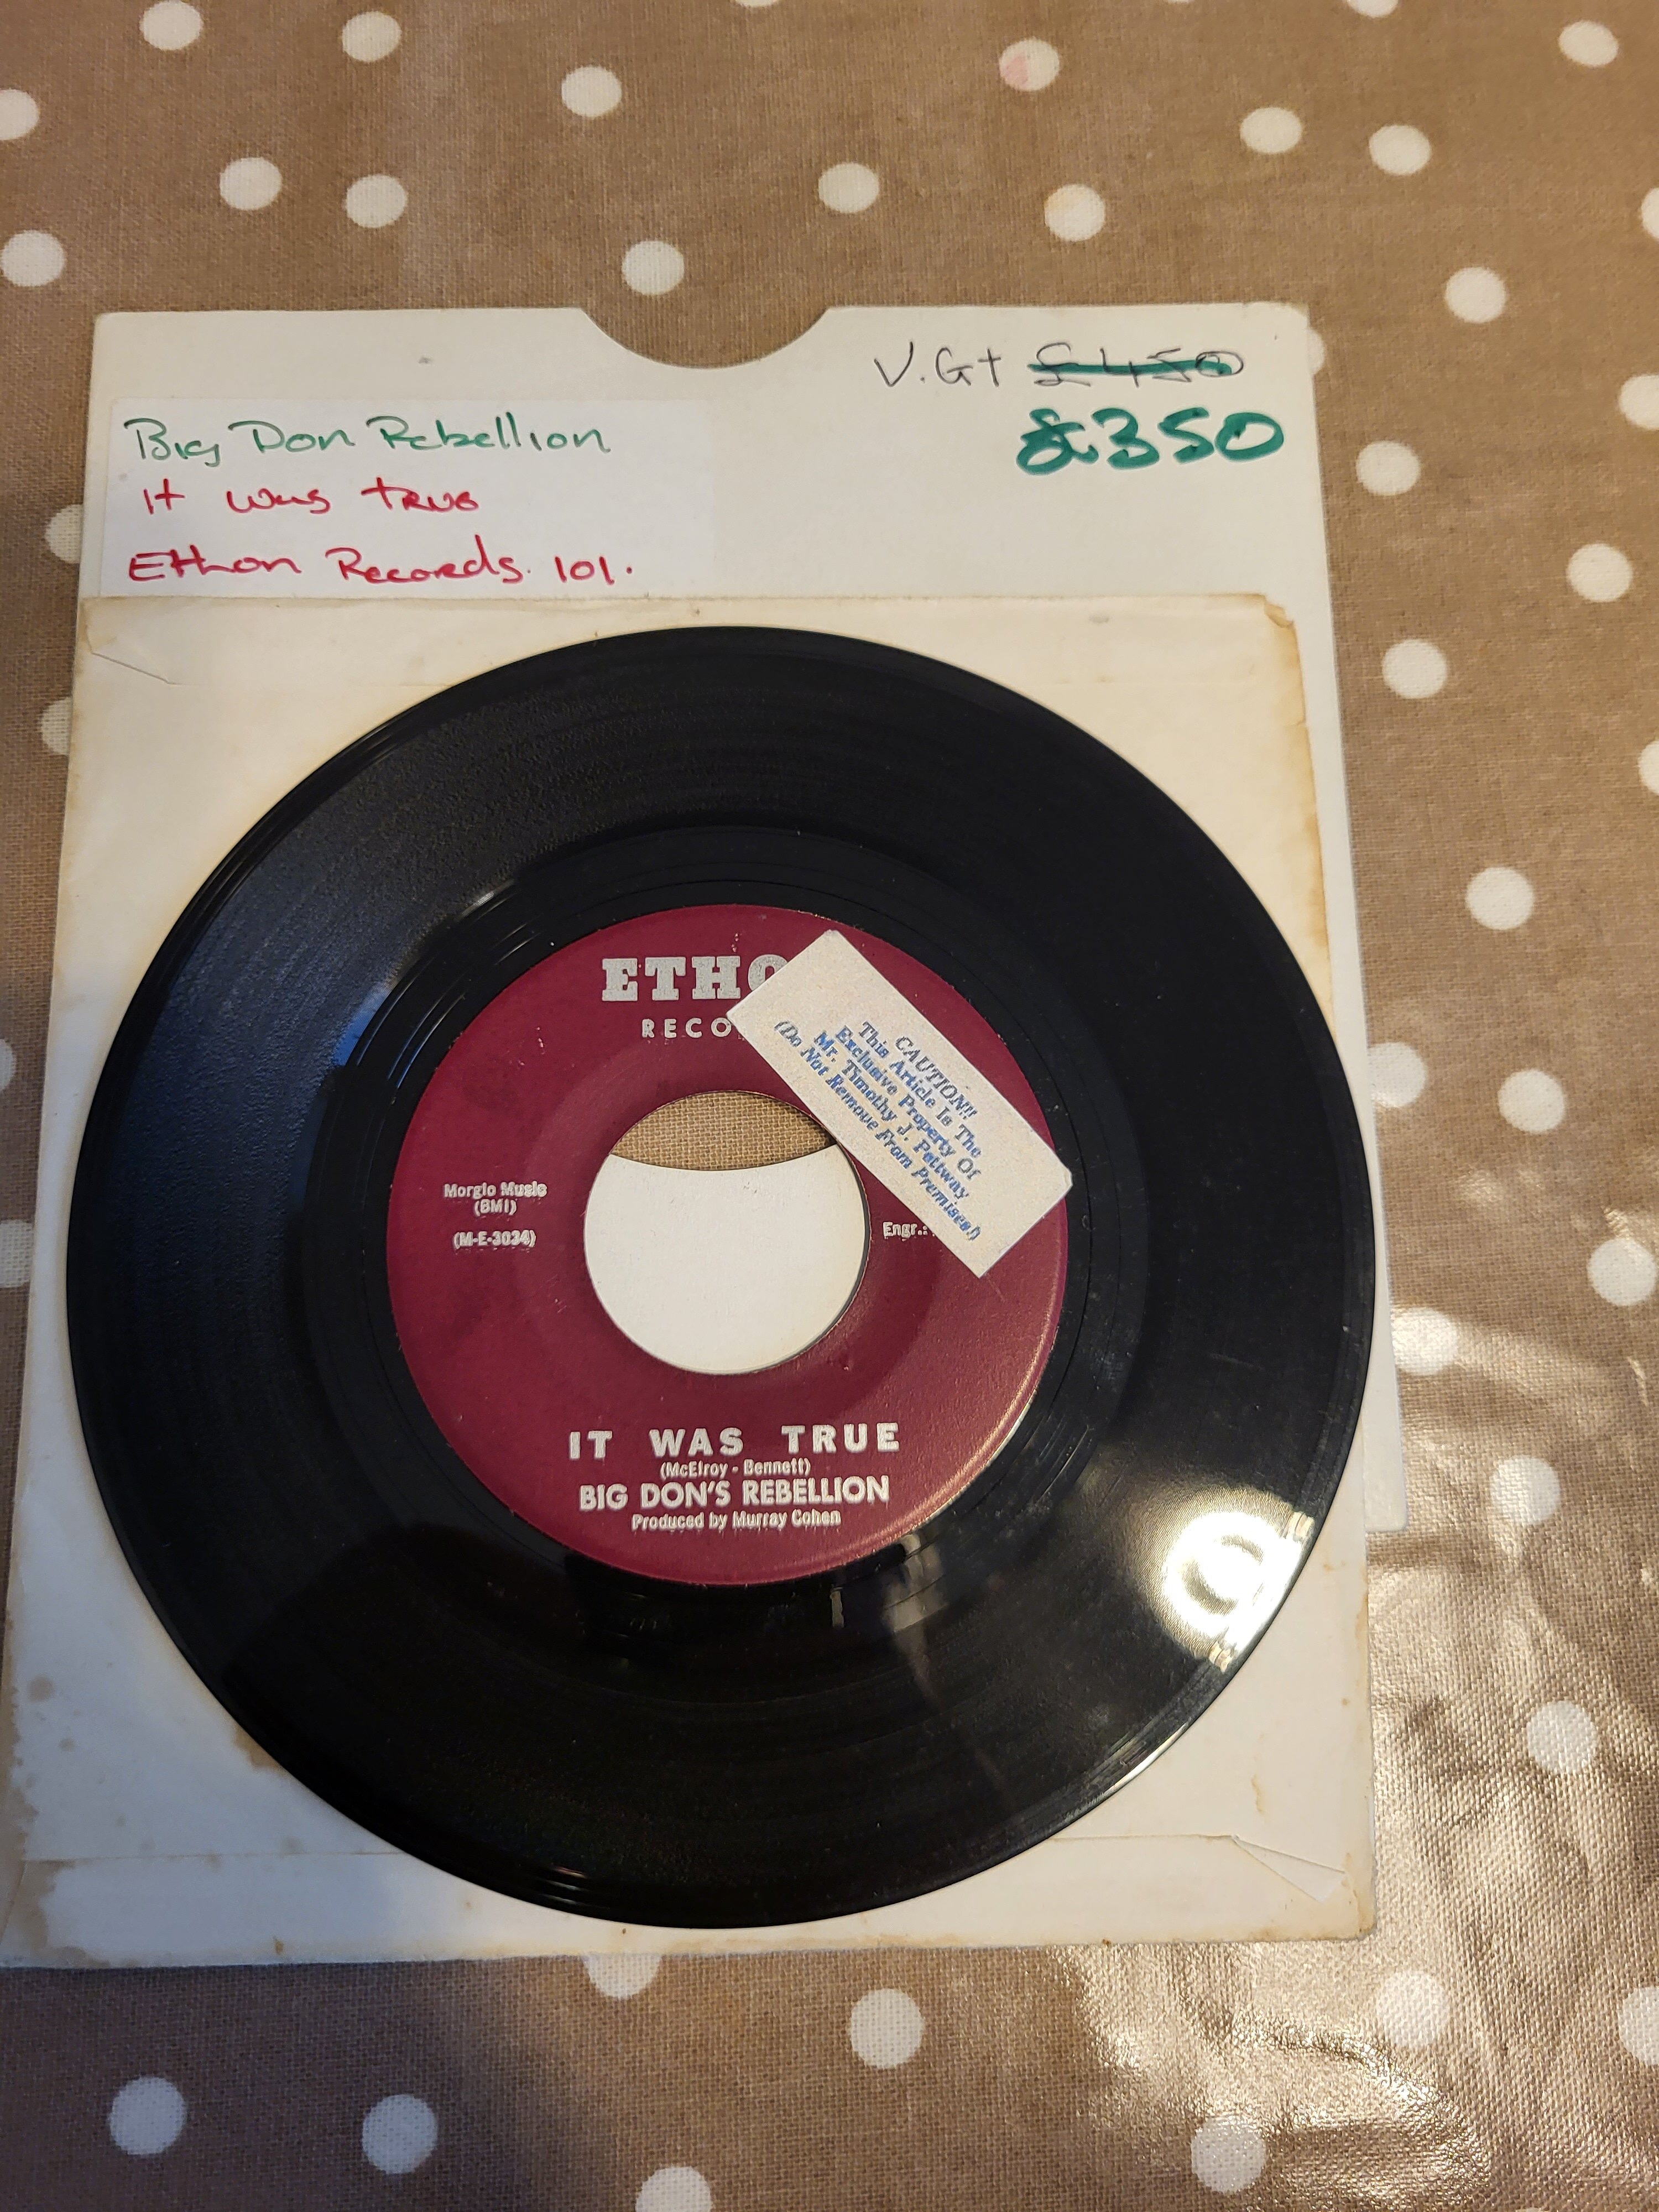 V.G+ £450
£350
Big Don Rebellion
It was true
Ethon Records. 101.
ETHO
RECO
CAUTION!!
This Article Is The
Exclusive Property Of
Mr. Timothy J. Pettway
(Do Not Remove From Premises!)
Morglo Music
(BMI)
(M-E-3034)
Engr.:
IT WAS TRUE
(McElroy - Bennett)
BIG DON'S REBELLION
Produced by Murray Cohen